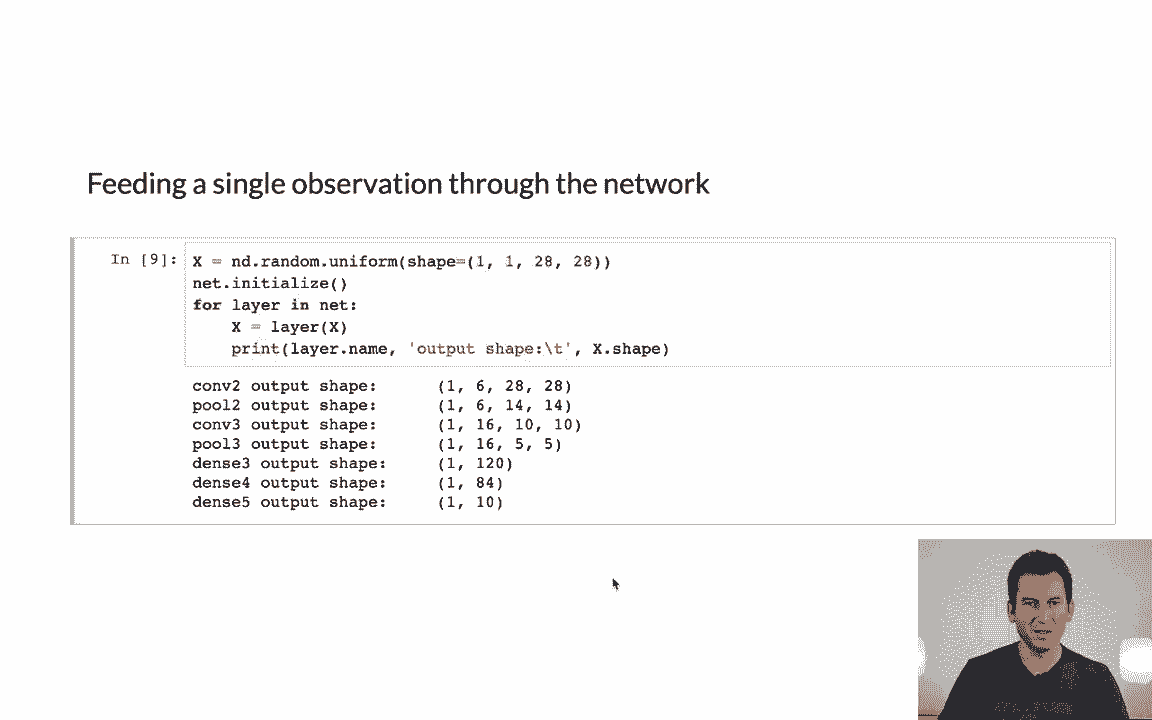 Feeding a single observation through the network
In [9]: X = nd.random.uniform(shape=(1, 1, 28, 28))
net.initialize()
for layer in net:
    X = layer(X)
    print(layer.name, 'output shape:\t', X.shape)
conv2 output shape:      (1, 6, 28, 28)
pool2 output shape:      (1, 6, 14, 14)
conv3 output shape:      (1, 16, 10, 10)
pool3 output shape:      (1, 16, 5, 5)
dense3 output shape:     (1, 120)
dense4 output shape:     (1, 84)
dense5 output shape:     (1, 10)